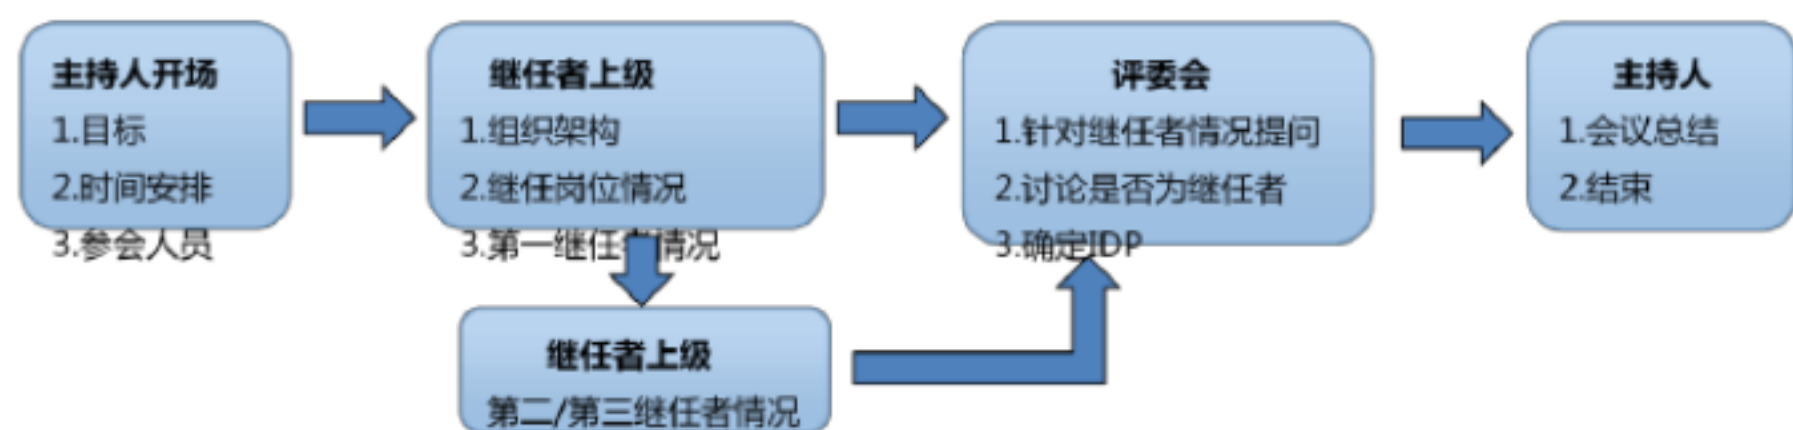 主持人开场
1.目标
2.时间安排
3.参会人员
继任者上级
1.组织架构
2.继任岗位情况
3.第一继任者情况
继任者上级
第二/第三继任者情况
评委会
1.针对继任者情况提问
2.讨论是否为继任者
3.确定IDP
主持人
1.会议总结
2.结束